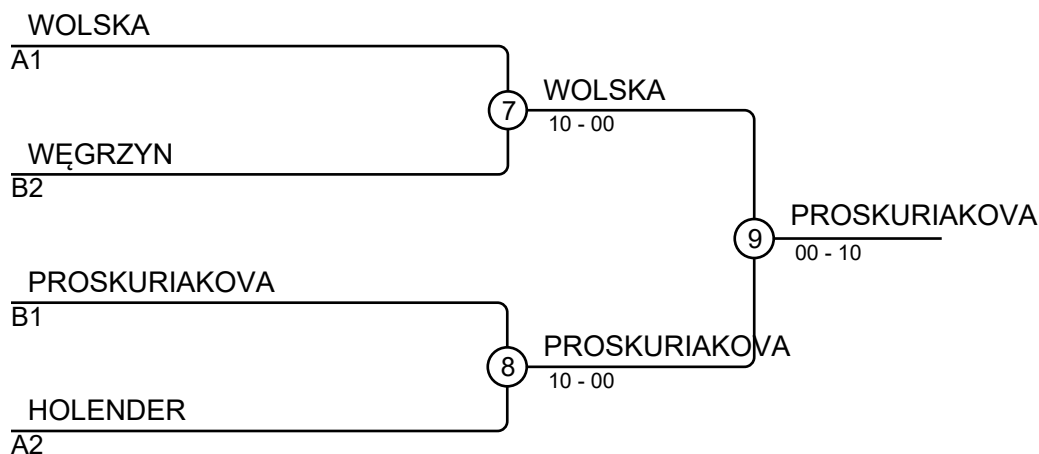 WOLSKA
A1
7
WOLSKA
10 - 00
WĘGRZYN
B2
9
PROSKURIAKOVA
00 - 10
PROSKURIAKOVA
B1
8
PROSKURIAKOVA
10 - 00
HOLENDER
A2